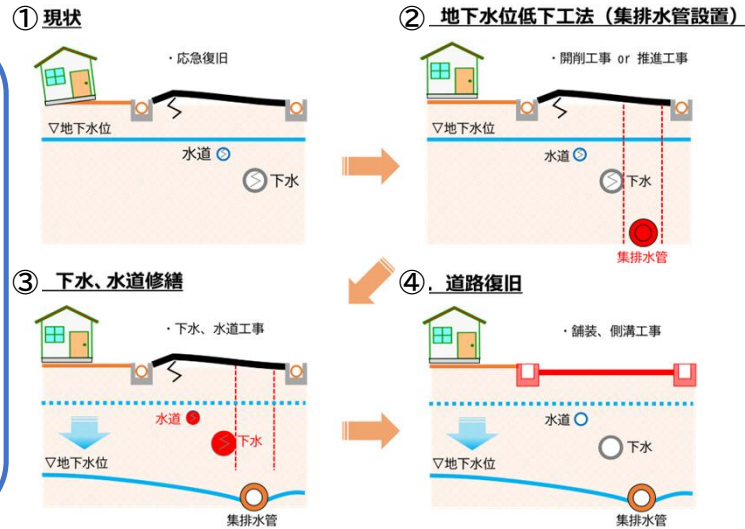 ① 現状
・応急復旧
▽地下水位
水道
下水
② 地下水位低下工法（集排水管設置）
・開削工事 or 推進工事
▽地下水位
水道
下水
集排水管
③ 下水、水道修繕
・下水、水道工事
水道
下水
▽地下水位
集排水管
④. 道路復旧
・舗装、側溝工事
水道
下水
▽地下水位
集排水管